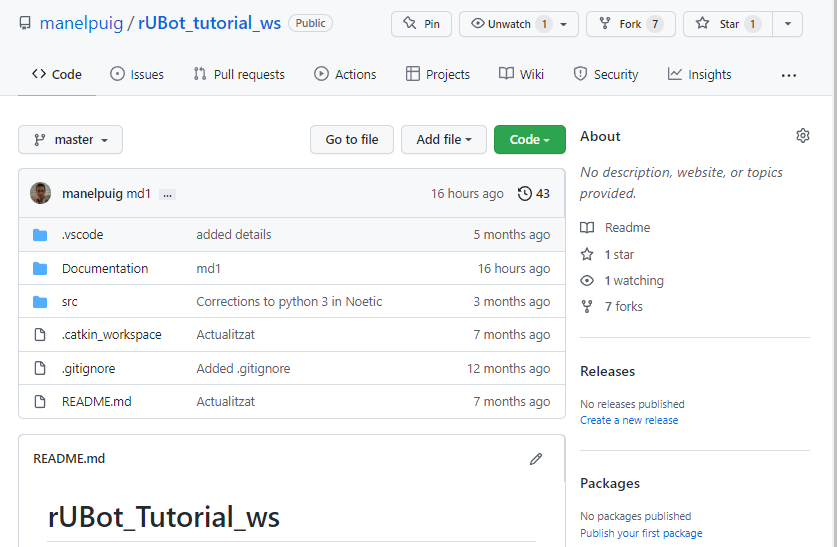 manelpuig / rUBot_tutorial_ws Public Pin Unwatch 1 Fork 7 Star 1
Code Issues Pull requests Actions Projects Wiki Security Insights ...
master Go to file Add file Code
manelpuig md1 ... 16 hours ago 43
.vscode added details 5 months ago
Documentation md1 16 hours ago
src Corrections to python 3 in Noetic 3 months ago
.catkin_workspace Actualitzat 7 months ago
.gitignore Added .gitignore 12 months ago
README.md Actualitzat 7 months ago
README.md
rUBot_Tutorial_ws
About
No description, website, or topics
provided.
Readme
1 star
1 watching
7 forks
Releases
No releases published
Create a new release
Packages
No packages published
Publish your first package